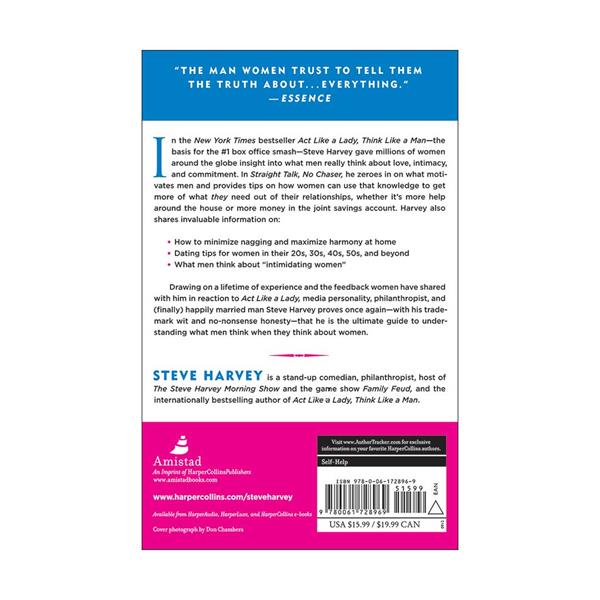 "THE MAN WOMEN TRUST TO TELL THEM
THE TRUTH ABOUT...EVERYTHING."
—ESSENCE
In the New York Times bestseller Act Like a Lady, Think Like a Man—the
basis for the #1 box office smash—Steve Harvey gave millions of women
around the globe insight into what men really think about love, intimacy,
and commitment. In Straight Talk, No Chaser, he zeroes in on what moti-
vates men and provides tips on how women can use that knowledge to get
more of what they need out of their relationships, whether it's more help
around the house or more money in the joint savings account. Harvey also
shares invaluable information on:
• How to minimize nagging and maximize harmony at home
• Dating tips for women in their 20s, 30s, 40s, 50s, and beyond
• What men think about "intimidating women"
Drawing on a lifetime of experience and the feedback women have shared
with him in reaction to Act Like a Lady, media personality, philanthropist, and
(finally) happily married man Steve Harvey proves once again—with his trade-
mark wit and no-nonsense honesty—that he is the ultimate guide to under-
standing what men think when they think about women.
STEVE HARVEY is a stand-up comedian, philanthropist, host of
The Steve Harvey Morning Show and the game show Family Feud, and the
internationally bestselling author of Act Like a Lady, Think Like a Man.
Amistad
An Imprint of HarperCollinsPublishers
www.amistadbooks.com
www.harpercollins.com/steveharvey
Available from HarperAudio, HarperLuxe, and HarperCollins e-books
Cover photograph by Don Chambers
Visit www.AuthorTracker.com for exclusive
information on your favorite HarperCollins authors.
Self-Help
ISBN 978-0-06-172896-9
51599
9 780061 728969
EAN
USA $15.99 / $19.99 CAN